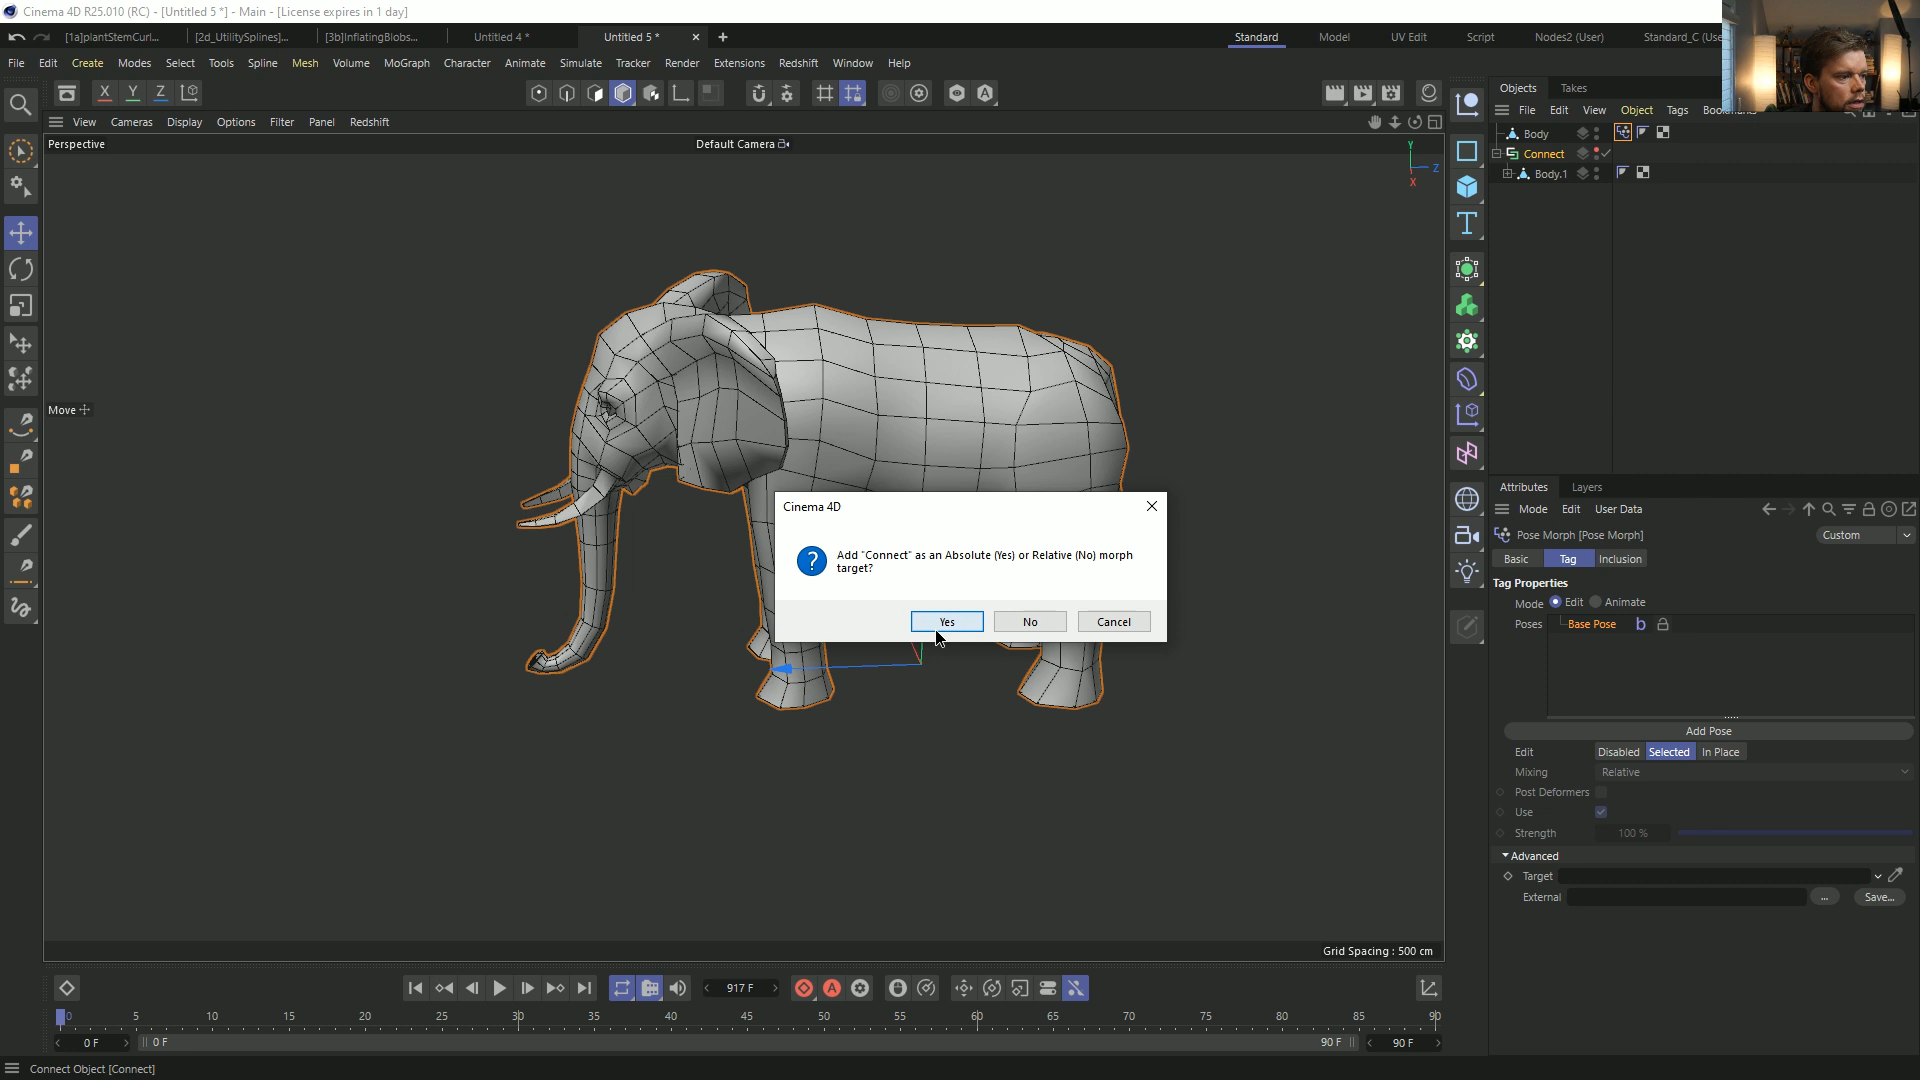 Cinema 4D R25.010 (RC) - [Untitled 5 *] - Main - [License expires in 1 day]
[1a]plantStemCurl...
[2d_UtilitySplines]...
[3b]InflatingBlobs...
Untitled 4 *
Untitled 5 *
Standard
Model
UV Edit
Script
Nodes2 (User)
Standard_C (Use
File Edit Create Modes Select Tools Spline Mesh Volume MoGraph Character Animate Simulate Tracker Render Extensions Redshift Window Help
X Y Z
View Cameras Display Options Filter Panel Redshift
Perspective
Default Camera
Y
Z
X
Move
Cinema 4D
Add "Connect" as an Absolute (Yes) or Relative (No) morph
target?
Yes
No
Cancel
Grid Spacing : 500 cm
Objects
Takes
File Edit View Object Tags
Body
Connect
Body.1
Attributes
Layers
Mode Edit User Data
Pose Morph [Pose Morph]
Custom
Basic
Tag
Inclusion
Tag Properties
Mode
Edit
Animate
Poses
Base Pose
b
Add Pose
Edit
Disabled
Selected
In Place
Mixing
Relative
Post Deformers
Use
Strength
100 %
Advanced
Target
External
...
Save...
917 F
0 5 10 15 20 25 30 35 40 45 50 55 60 65 70 75 80 85 90
0 F
0 F
90 F
90 F
Connect Object [Connect]